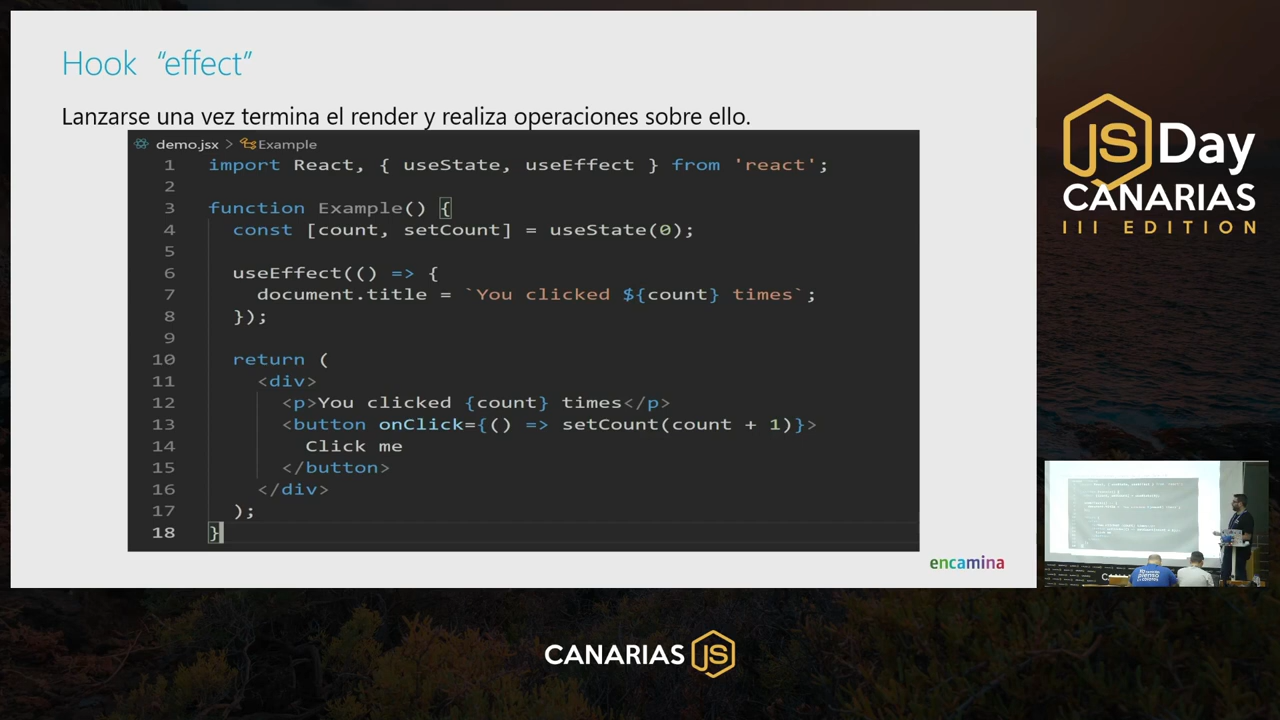 Hook “effect”
Lanzarse una vez termina el render y realiza operaciones sobre ello.
demo.jsx > Example
1 import React, { useState, useEffect } from 'react';
2
3 function Example() {
4 const [count, setCount] = useState(0);
5
6 useEffect(() => {
7 document.title = `You clicked ${count} times`;
8 });
9
10 return (
11 <div>
12 <p>You clicked {count} times</p>
13 <button onClick={() => setCount(count + 1)}>
14 Click me
15 </button>
16 </div>
17 );
18 }
encamina
JS Day
CANARIAS
III EDITION
CANARIAS JS